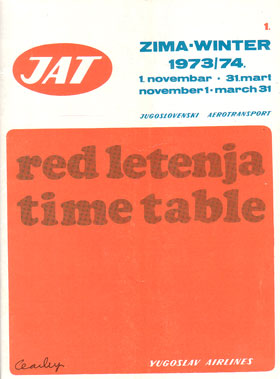 1.
JAT
ZIMA-WINTER
1973/74.
1. novembar · 31. mart
november 1 · march 31
JUGOSLOVENSKI AEROTRANSPORT
red letenja
time table
YUGOSLAV AIRLINES